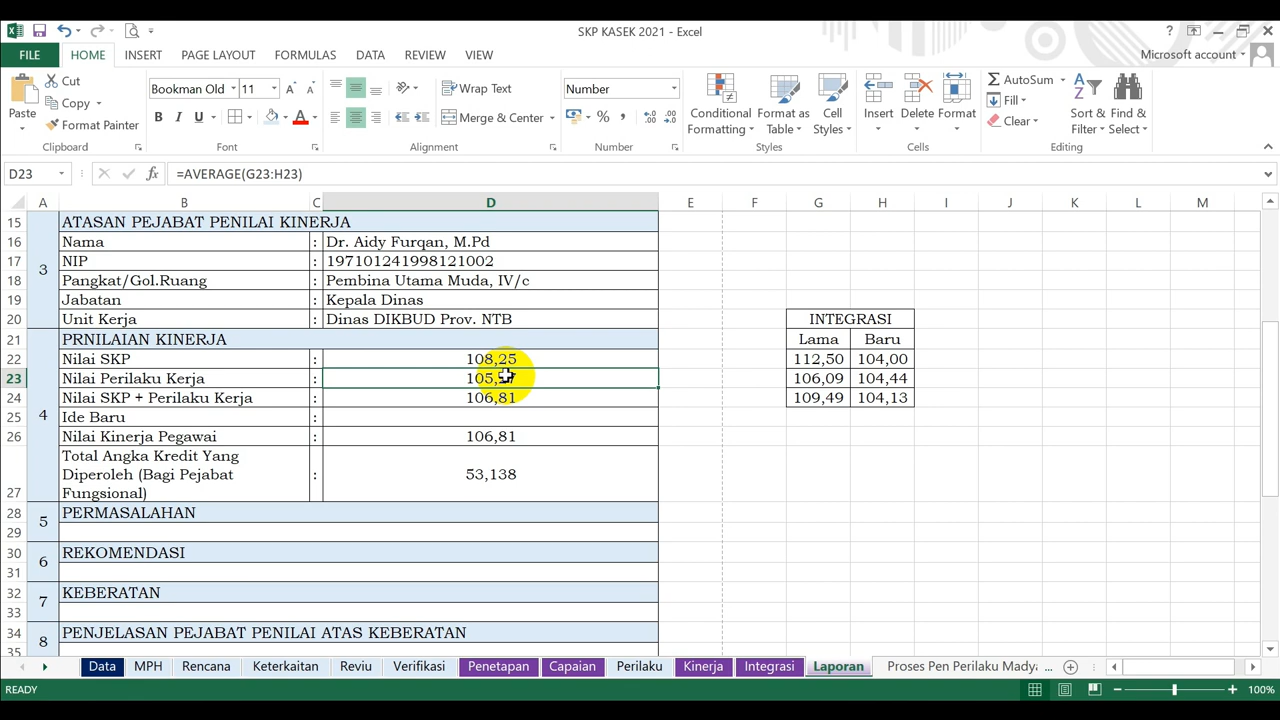 SKP KASEK 2021 - Excel
FILE HOME INSERT PAGE LAYOUT FORMULAS DATA REVIEW VIEW Microsoft account
Paste Cut Copy Format Painter Clipboard
Bookman Old 11 B I U A Font
Wrap Text Merge & Center Alignment
Number % Number
Conditional Formatting Format as Table Cell Styles Styles
Insert Delete Format Cells
AutoSum Fill Clear Sort & Filter Find & Select Editing
D23 fx =AVERAGE(G23:H23)
A B C D E F G H I J K L M
15 ATASAN PEJABAT PENILAI KINERJA
16 Nama : Dr. Aidy Furqan, M.Pd
17 NIP : 197101241998121002
3
18 Pangkat/Gol.Ruang : Pembina Utama Muda, IV/c
19 Jabatan : Kepala Dinas
20 Unit Kerja : Dinas DIKBUD Prov. NTB INTEGRASI
21 PRNILAIAN KINERJA Lama Baru
22 Nilai SKP : 108,25 112,50 104,00
23 Nilai Perilaku Kerja : 106,09 104,44
24 Nilai SKP + Perilaku Kerja : 106,81 109,49 104,13
4
25 Ide Baru :
26 Nilai Kinerja Pegawai : 106,81
Total Angka Kredit Yang
Diperoleh (Bagi Pejabat : 53,138
27 Fungsional)
28 5 PERMASALAHAN
29
30 6 REKOMENDASI
31
32 7 KEBERATAN
33
34 8 PENJELASAN PEJABAT PENILAI ATAS KEBERATAN
35
Data MPH Rencana Keterkaitan Reviu Verifikasi Penetapan Capaian Perilaku Kinerja Integrasi Laporan Proses Pen Perilaku Madya ...
READY 100%